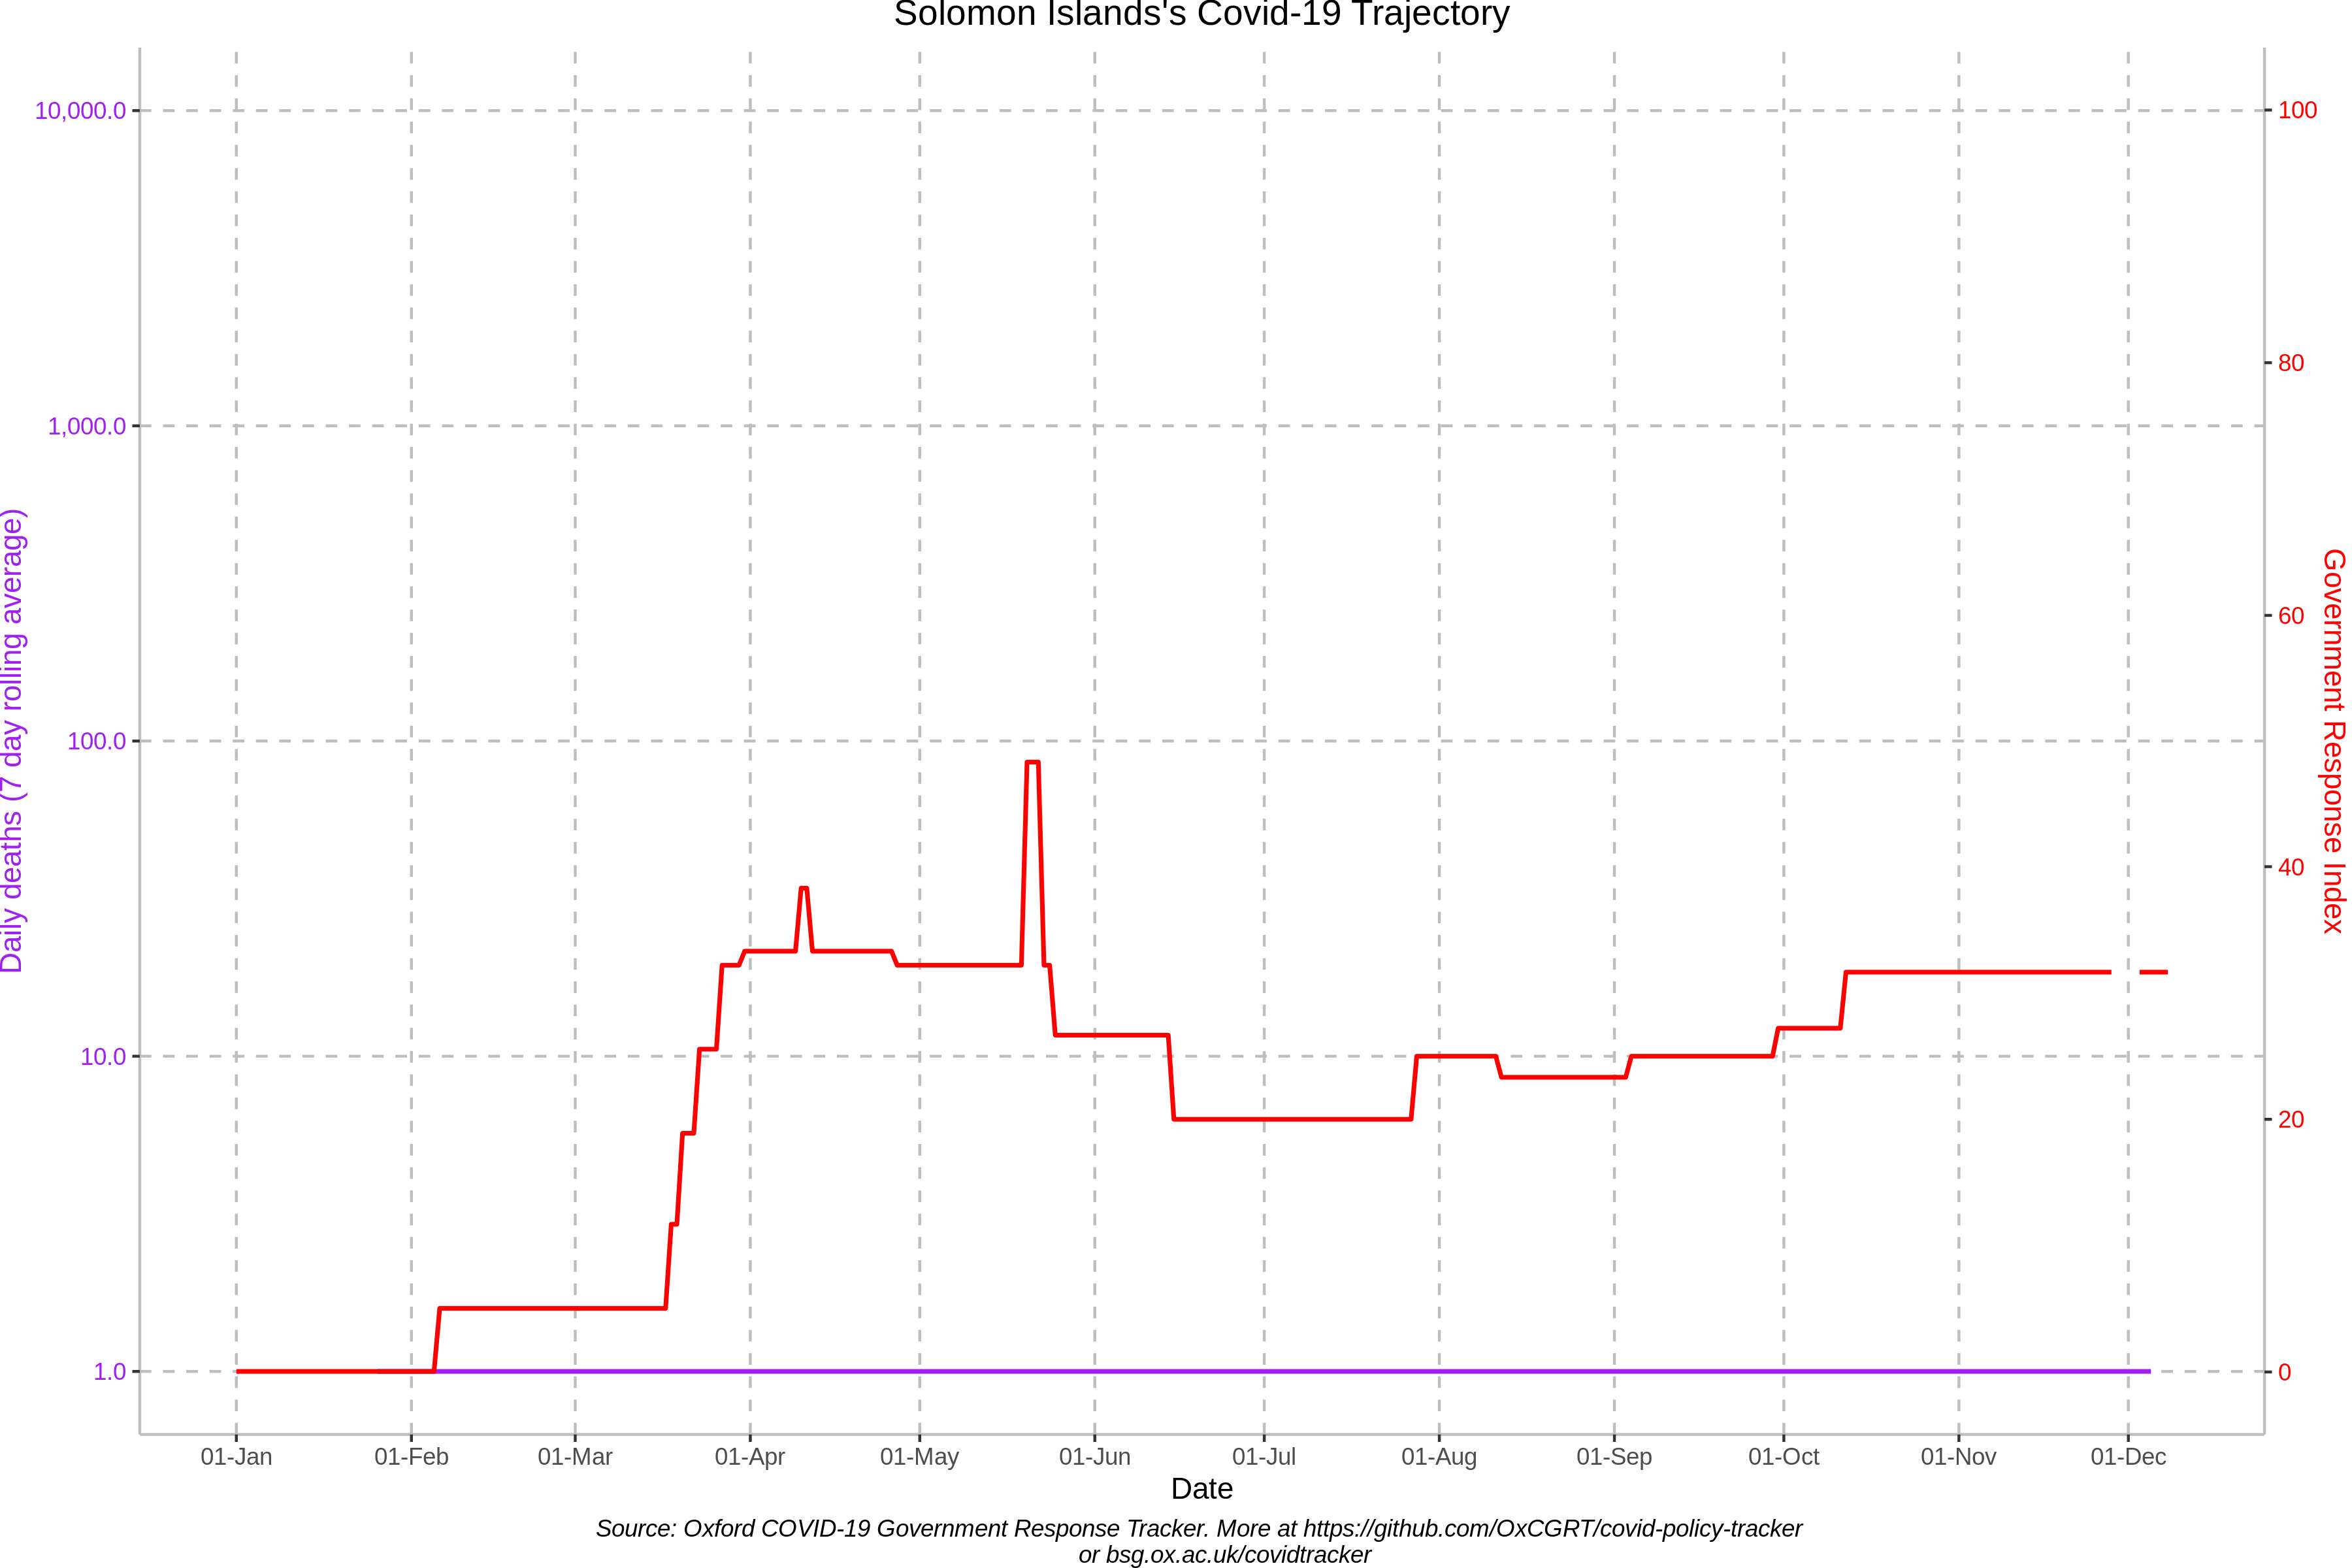 Solomon Islands's Covid-19 Trajectory
Daily deaths (7 day rolling average)
10,000.0
1,000.0
100.0
10.0
1.0
100
80
60
40
20
0
Government Response Index
01-Jan 01-Feb 01-Mar 01-Apr 01-May 01-Jun 01-Jul 01-Aug 01-Sep 01-Oct 01-Nov 01-Dec
Date
Source: Oxford COVID-19 Government Response Tracker. More at https://github.com/OxCGRT/covid-policy-tracker
or bsg.ox.ac.uk/covidtracker